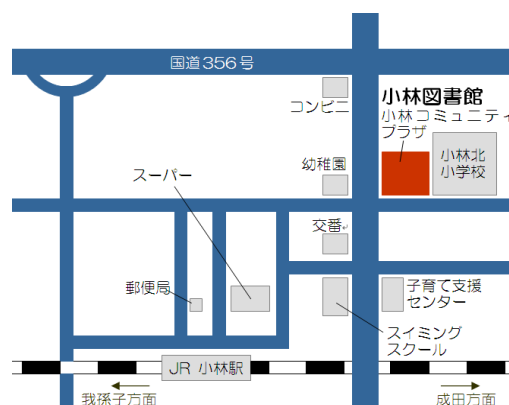 国道356号
コンビニ
小林図書館
小林コミュニティ
プラザ
小林北
小学校
幼稚園
スーパー
交番
郵便局
子育て支援
センター
スイミング
スクール
JR 小林駅
我孫子方面
成田方面